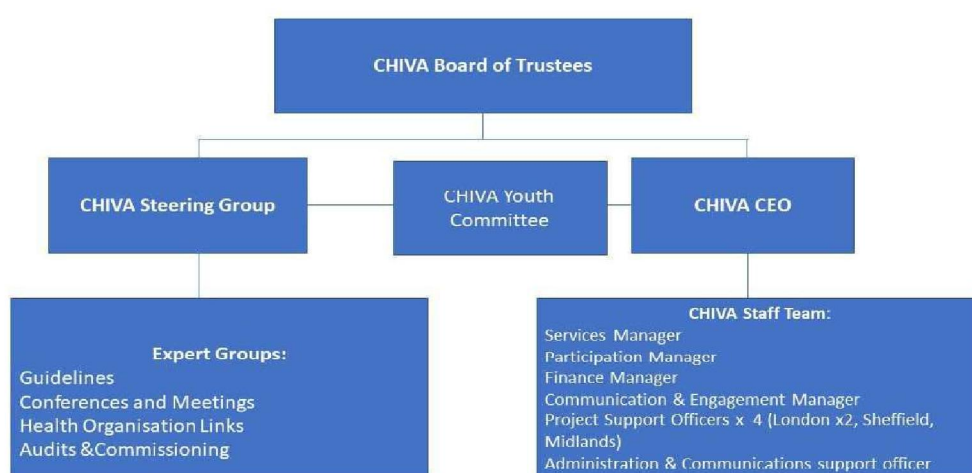 CHIVA Board of Trustees
CHIVA Steering Group
CHIVA Youth
Committee
CHIVA CEO
Expert Groups:
Guidelines
Conferences and Meetings
Health Organisation Links
Audits &Commissioning
CHIVA Staff Team:
Services Manager
Participation Manager
Finance Manager
Communication & Engagement Manager
Project Support Officers x 4 (London x2, Sheffield,
Midlands)
Administration & Communications support officer